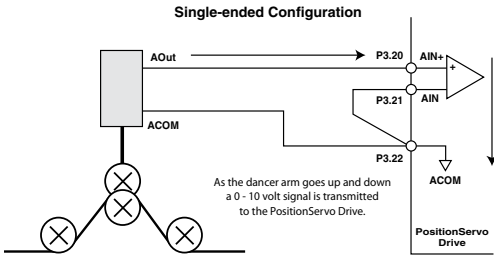 Single-ended Configuration
AOut
P3.20
AIN+
+
P3.21
AIN
ACOM
P3.22
ACOM
As the dancer arm goes up and down
a 0 - 10 volt signal is transmitted
to the PositionServo Drive.
PositionServo
Drive